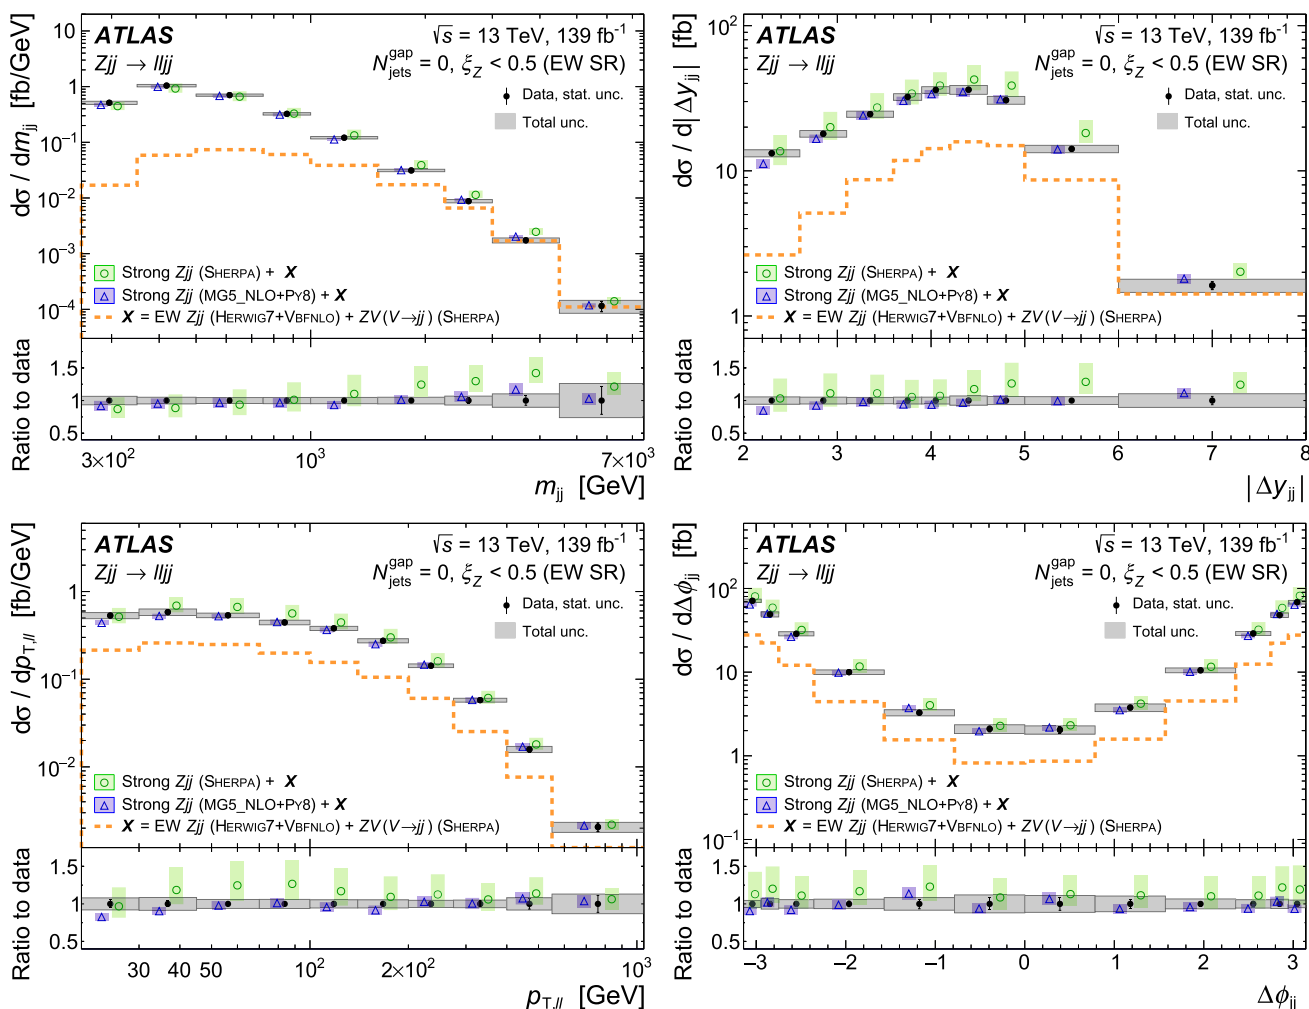 ATLAS
√s = 13 TeV, 139 fb⁻¹
Zjj → lljj
N_jets^gap = 0, ξ_Z < 0.5 (EW SR)
Data, stat. unc.
Total unc.
Strong Zjj (SHERPA) + X
Strong Zjj (MG5_NLO+PY8) + X
X = EW Zjj (HERWIG7+VBFNLO) + ZV(V→jj) (SHERPA)
dσ / dm_jj [fb/GeV]
10
1
10⁻¹
10⁻²
10⁻³
10⁻⁴
Ratio to data
1.5
1
0.5
3×10² 10³ 7×10³
m_jj [GeV]
ATLAS
√s = 13 TeV, 139 fb⁻¹
Zjj → lljj
N_jets^gap = 0, ξ_Z < 0.5 (EW SR)
Data, stat. unc.
Total unc.
Strong Zjj (SHERPA) + X
Strong Zjj (MG5_NLO+PY8) + X
X = EW Zjj (HERWIG7+VBFNLO) + ZV(V→jj) (SHERPA)
dσ / d|Δy_jj| [fb]
10²
10
1
Ratio to data
1.5
1
0.5
2 3 4 5 6 7 8
|Δy_jj|
ATLAS
√s = 13 TeV, 139 fb⁻¹
Zjj → lljj
N_jets^gap = 0, ξ_Z < 0.5 (EW SR)
Data, stat. unc.
Total unc.
Strong Zjj (SHERPA) + X
Strong Zjj (MG5_NLO+PY8) + X
X = EW Zjj (HERWIG7+VBFNLO) + ZV(V→jj) (SHERPA)
dσ / dp_T,ll [fb/GeV]
1
10⁻¹
10⁻²
Ratio to data
1.5
1
0.5
30 40 50 10² 2×10² 10³
p_T,ll [GeV]
ATLAS
√s = 13 TeV, 139 fb⁻¹
Zjj → lljj
N_jets^gap = 0, ξ_Z < 0.5 (EW SR)
Data, stat. unc.
Total unc.
Strong Zjj (SHERPA) + X
Strong Zjj (MG5_NLO+PY8) + X
X = EW Zjj (HERWIG7+VBFNLO) + ZV(V→jj) (SHERPA)
dσ / dΔϕ_jj [fb]
10²
10
1
10⁻¹
Ratio to data
1.5
1
0.5
−3 −2 −1 0 1 2 3
Δϕ_jj